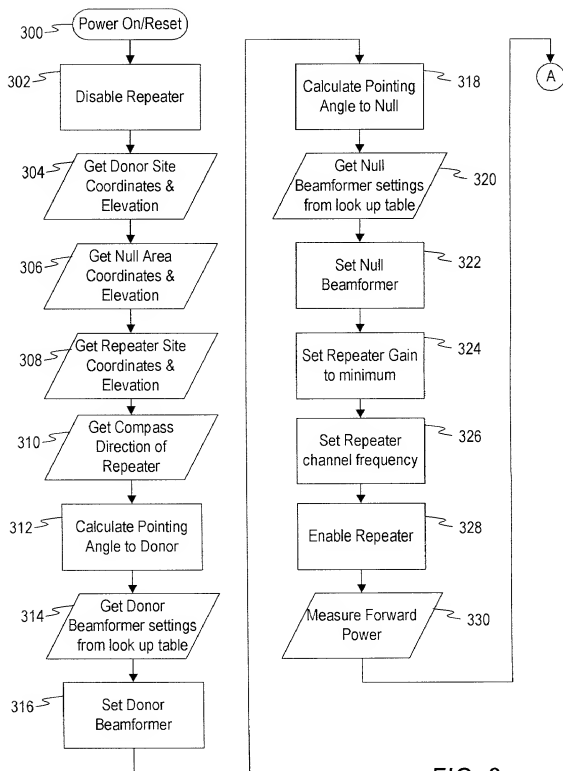 300
Power On/Reset
302
Disable Repeater
304
Get Donor Site
Coordinates &
Elevation
306
Get Null Area
Coordinates &
Elevation
308
Get Repeater Site
Coordinates &
Elevation
310
Get Compass
Direction of
Repeater
312
Calculate Pointing
Angle to Donor
314
Get Donor
Beamformer settings
from look up table
316
Set Donor
Beamformer
Calculate Pointing
Angle to Null
318
Get Null
Beamformer settings
from look up table
320
Set Null
Beamformer
322
Set Repeater Gain
to minimum
324
Set Repeater
channel frequency
326
Enable Repeater
328
Measure Forward
Power
330
A